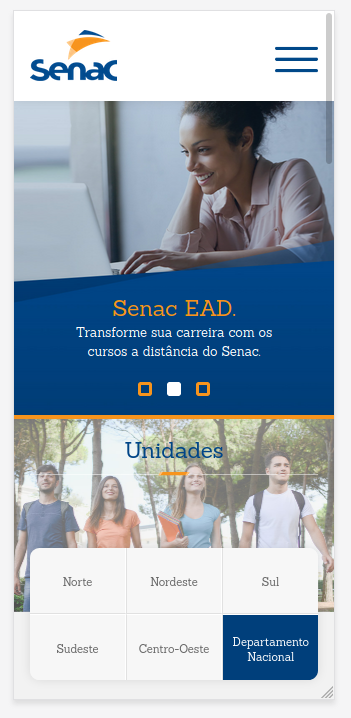 Senac
Senac EAD.
Transforme sua carreira com os
cursos a distância do Senac.
Unidades
Norte
Nordeste
Sul
Sudeste
Centro-Oeste
Departamento
Nacional